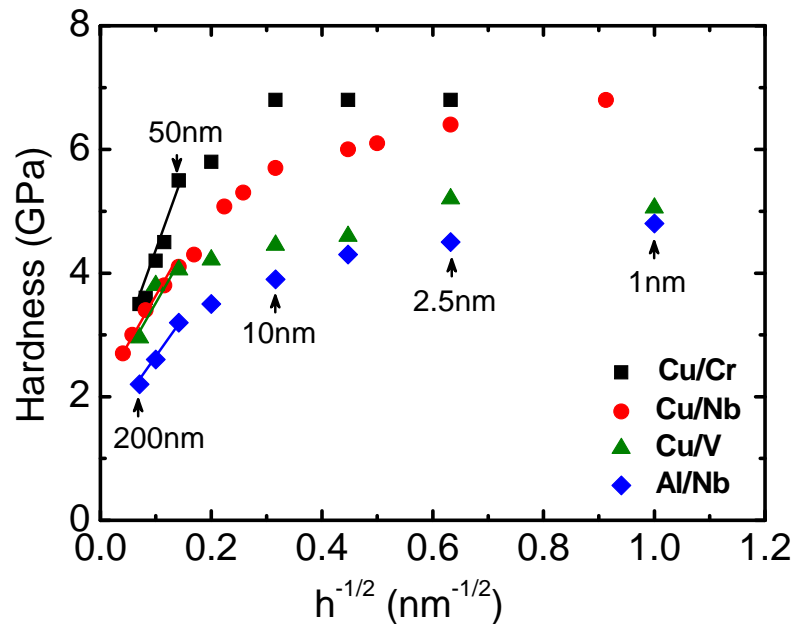 8
6
4
2
0
Hardness (GPa)
50nm
200nm
10nm
2.5nm
1nm
Cu/Cr
Cu/Nb
Cu/V
Al/Nb
0.0 0.2 0.4 0.6 0.8 1.0 1.2
h⁻¹/² (nm⁻¹/²)